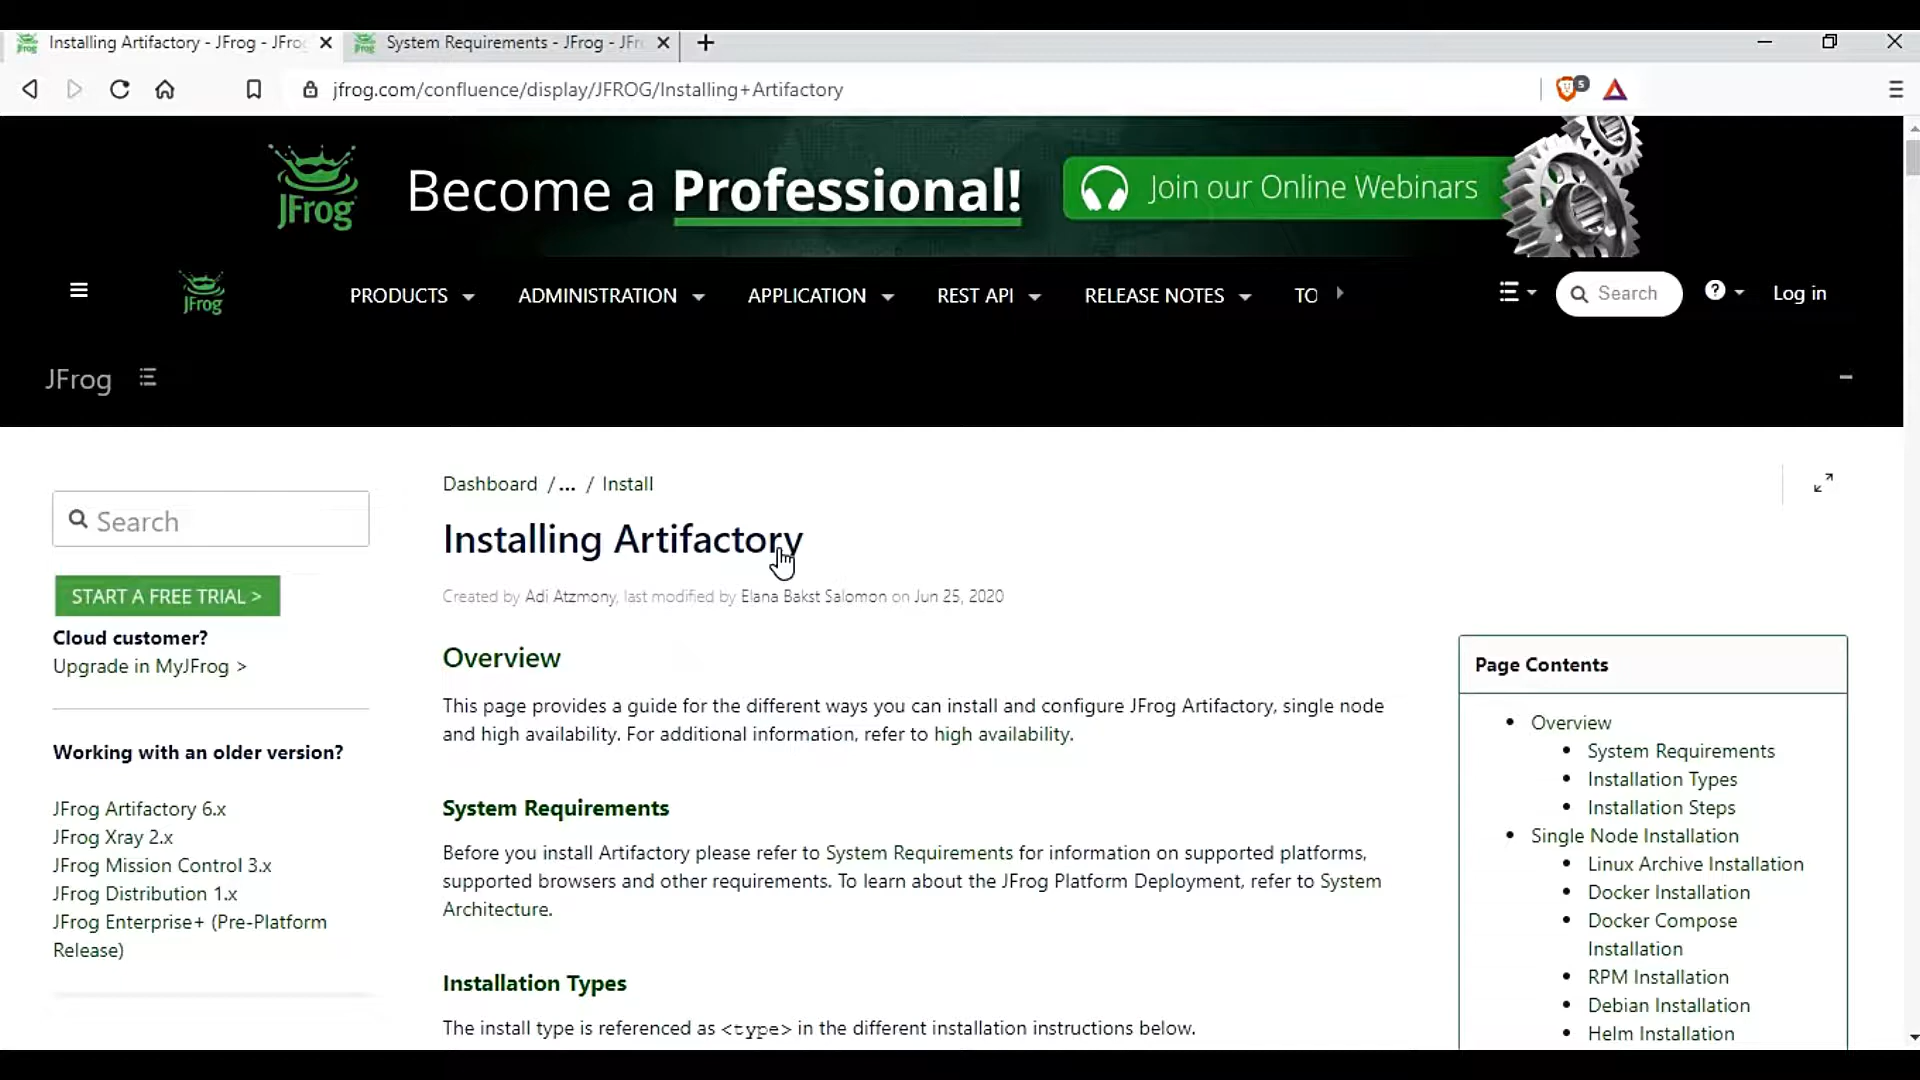 Installing Artifactory - JFrog - JFro
System Requirements - JFrog - JFr
jfrog.com/confluence/display/JFROG/Installing+Artifactory
5
JFrog
Become a Professional!
Join our Online Webinars
JFrog
PRODUCTS
ADMINISTRATION
APPLICATION
REST API
RELEASE NOTES
TO
Search
?
Log in
JFrog
Search
START A FREE TRIAL >
Cloud customer?
Upgrade in MyJFrog >
Working with an older version?
JFrog Artifactory 6.x
JFrog Xray 2.x
JFrog Mission Control 3.x
JFrog Distribution 1.x
JFrog Enterprise+ (Pre-Platform
Release)
Dashboard /... / Install
Installing Artifactory
Created by Adi Atzmony, last modified by Elana Bakst Salomon on Jun 25, 2020
Overview
This page provides a guide for the different ways you can install and configure JFrog Artifactory, single node
and high availability. For additional information, refer to high availability.
System Requirements
Before you install Artifactory please refer to System Requirements for information on supported platforms,
supported browsers and other requirements. To learn about the JFrog Platform Deployment, refer to System
Architecture.
Installation Types
The install type is referenced as <type> in the different installation instructions below.
Page Contents
• Overview
• System Requirements
• Installation Types
• Installation Steps
• Single Node Installation
• Linux Archive Installation
• Docker Installation
• Docker Compose
Installation
• RPM Installation
• Debian Installation
• Helm Installation